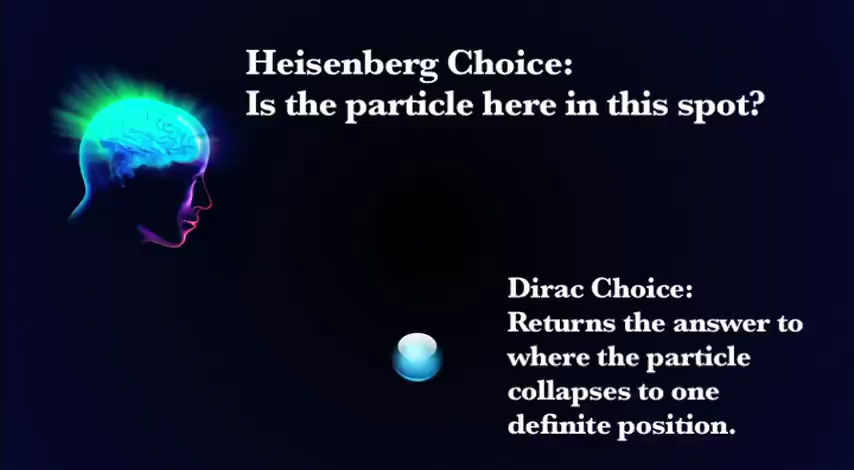 Heisenberg Choice:
Is the particle here in this spot?
Dirac Choice:
Returns the answer to
where the particle
collapses to one
definite position.